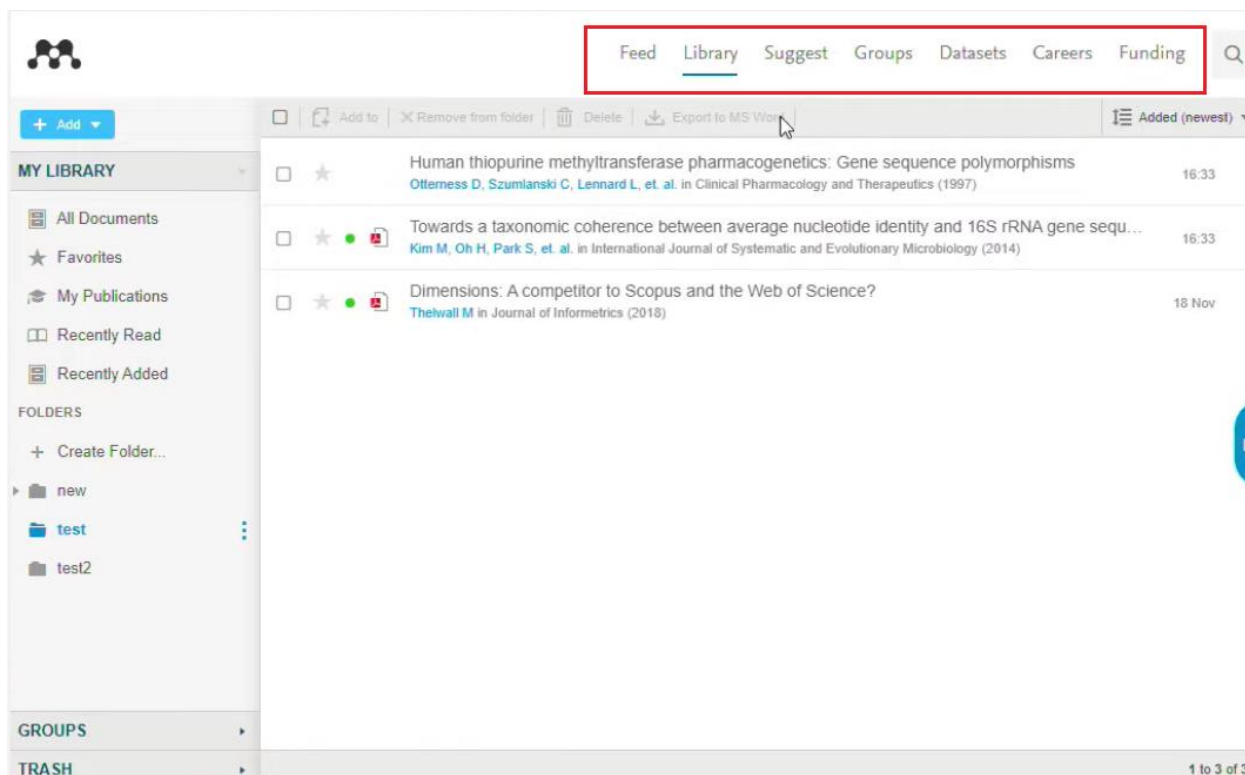 Feed Library Suggest Groups Datasets Careers Funding
+ Add
Add to Remove from folder Delete Export to MS Word Added (newest)
MY LIBRARY
All Documents
Favorites
My Publications
Recently Read
Recently Added
FOLDERS
+ Create Folder...
new
test
test2
GROUPS
TRASH
Human thiopurine methyltransferase pharmacogenetics: Gene sequence polymorphisms
Otterness D, Szumlanski C, Lennard L, et. al. in Clinical Pharmacology and Therapeutics (1997)
16:33
Towards a taxonomic coherence between average nucleotide identity and 16S rRNA gene sequ...
Kim M, Oh H, Park S, et. al. in International Journal of Systematic and Evolutionary Microbiology (2014)
16:33
Dimensions: A competitor to Scopus and the Web of Science?
Thelwall M in Journal of Informetrics (2018)
18 Nov
1 to 3 of 3